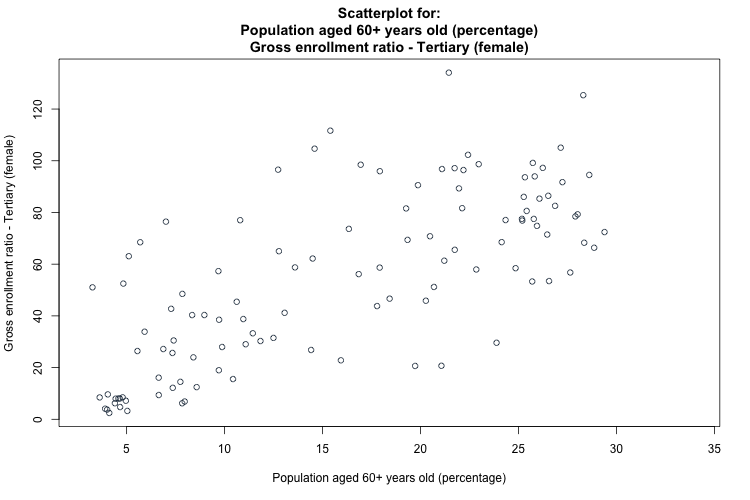 Scatterplot for:
Population aged 60+ years old (percentage)
Gross enrollment ratio - Tertiary (female)
Gross enrollment ratio - Tertiary (female)
120
100
80
60
40
20
0
5 10 15 20 25 30 35
Population aged 60+ years old (percentage)